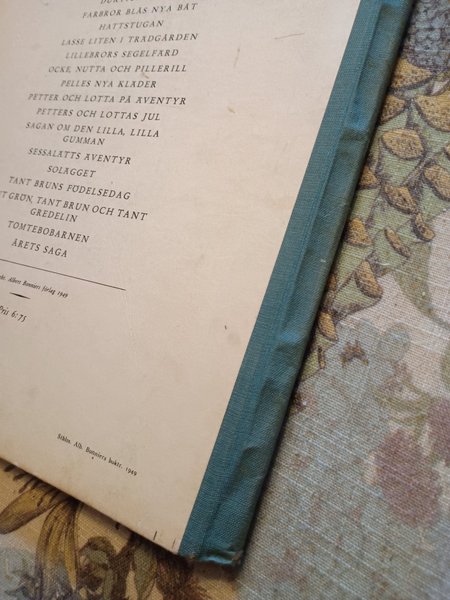 FARBROR BLÅS NYA BÅT
HATTSTUGAN
LASSE LITEN I TRÄDGÅRDEN
LILLEBRORS SEGELFÄRD
OCKE, NUTTA OCH PILLERILL
PELLES NYA KLÄDER
PETTER OCH LOTTA PÅ ÄVENTYR
PETTERS OCH LOTTAS JUL
SAGAN OM DEN LILLA, LILLA
GUMMAN
SESSALÄTTS ÄVENTYR
SOLÄGGET
TANT BRUNS FÖDELSEDAG
T GRÖN, TANT BRUN OCH TANT
GREDELIN
TOMTEBOBARNEN
ÅRETS SAGA
Albert Bonniers förlag 1949
Pris 6:75
Sthlm. Alb. Bonniers boktr. 1949